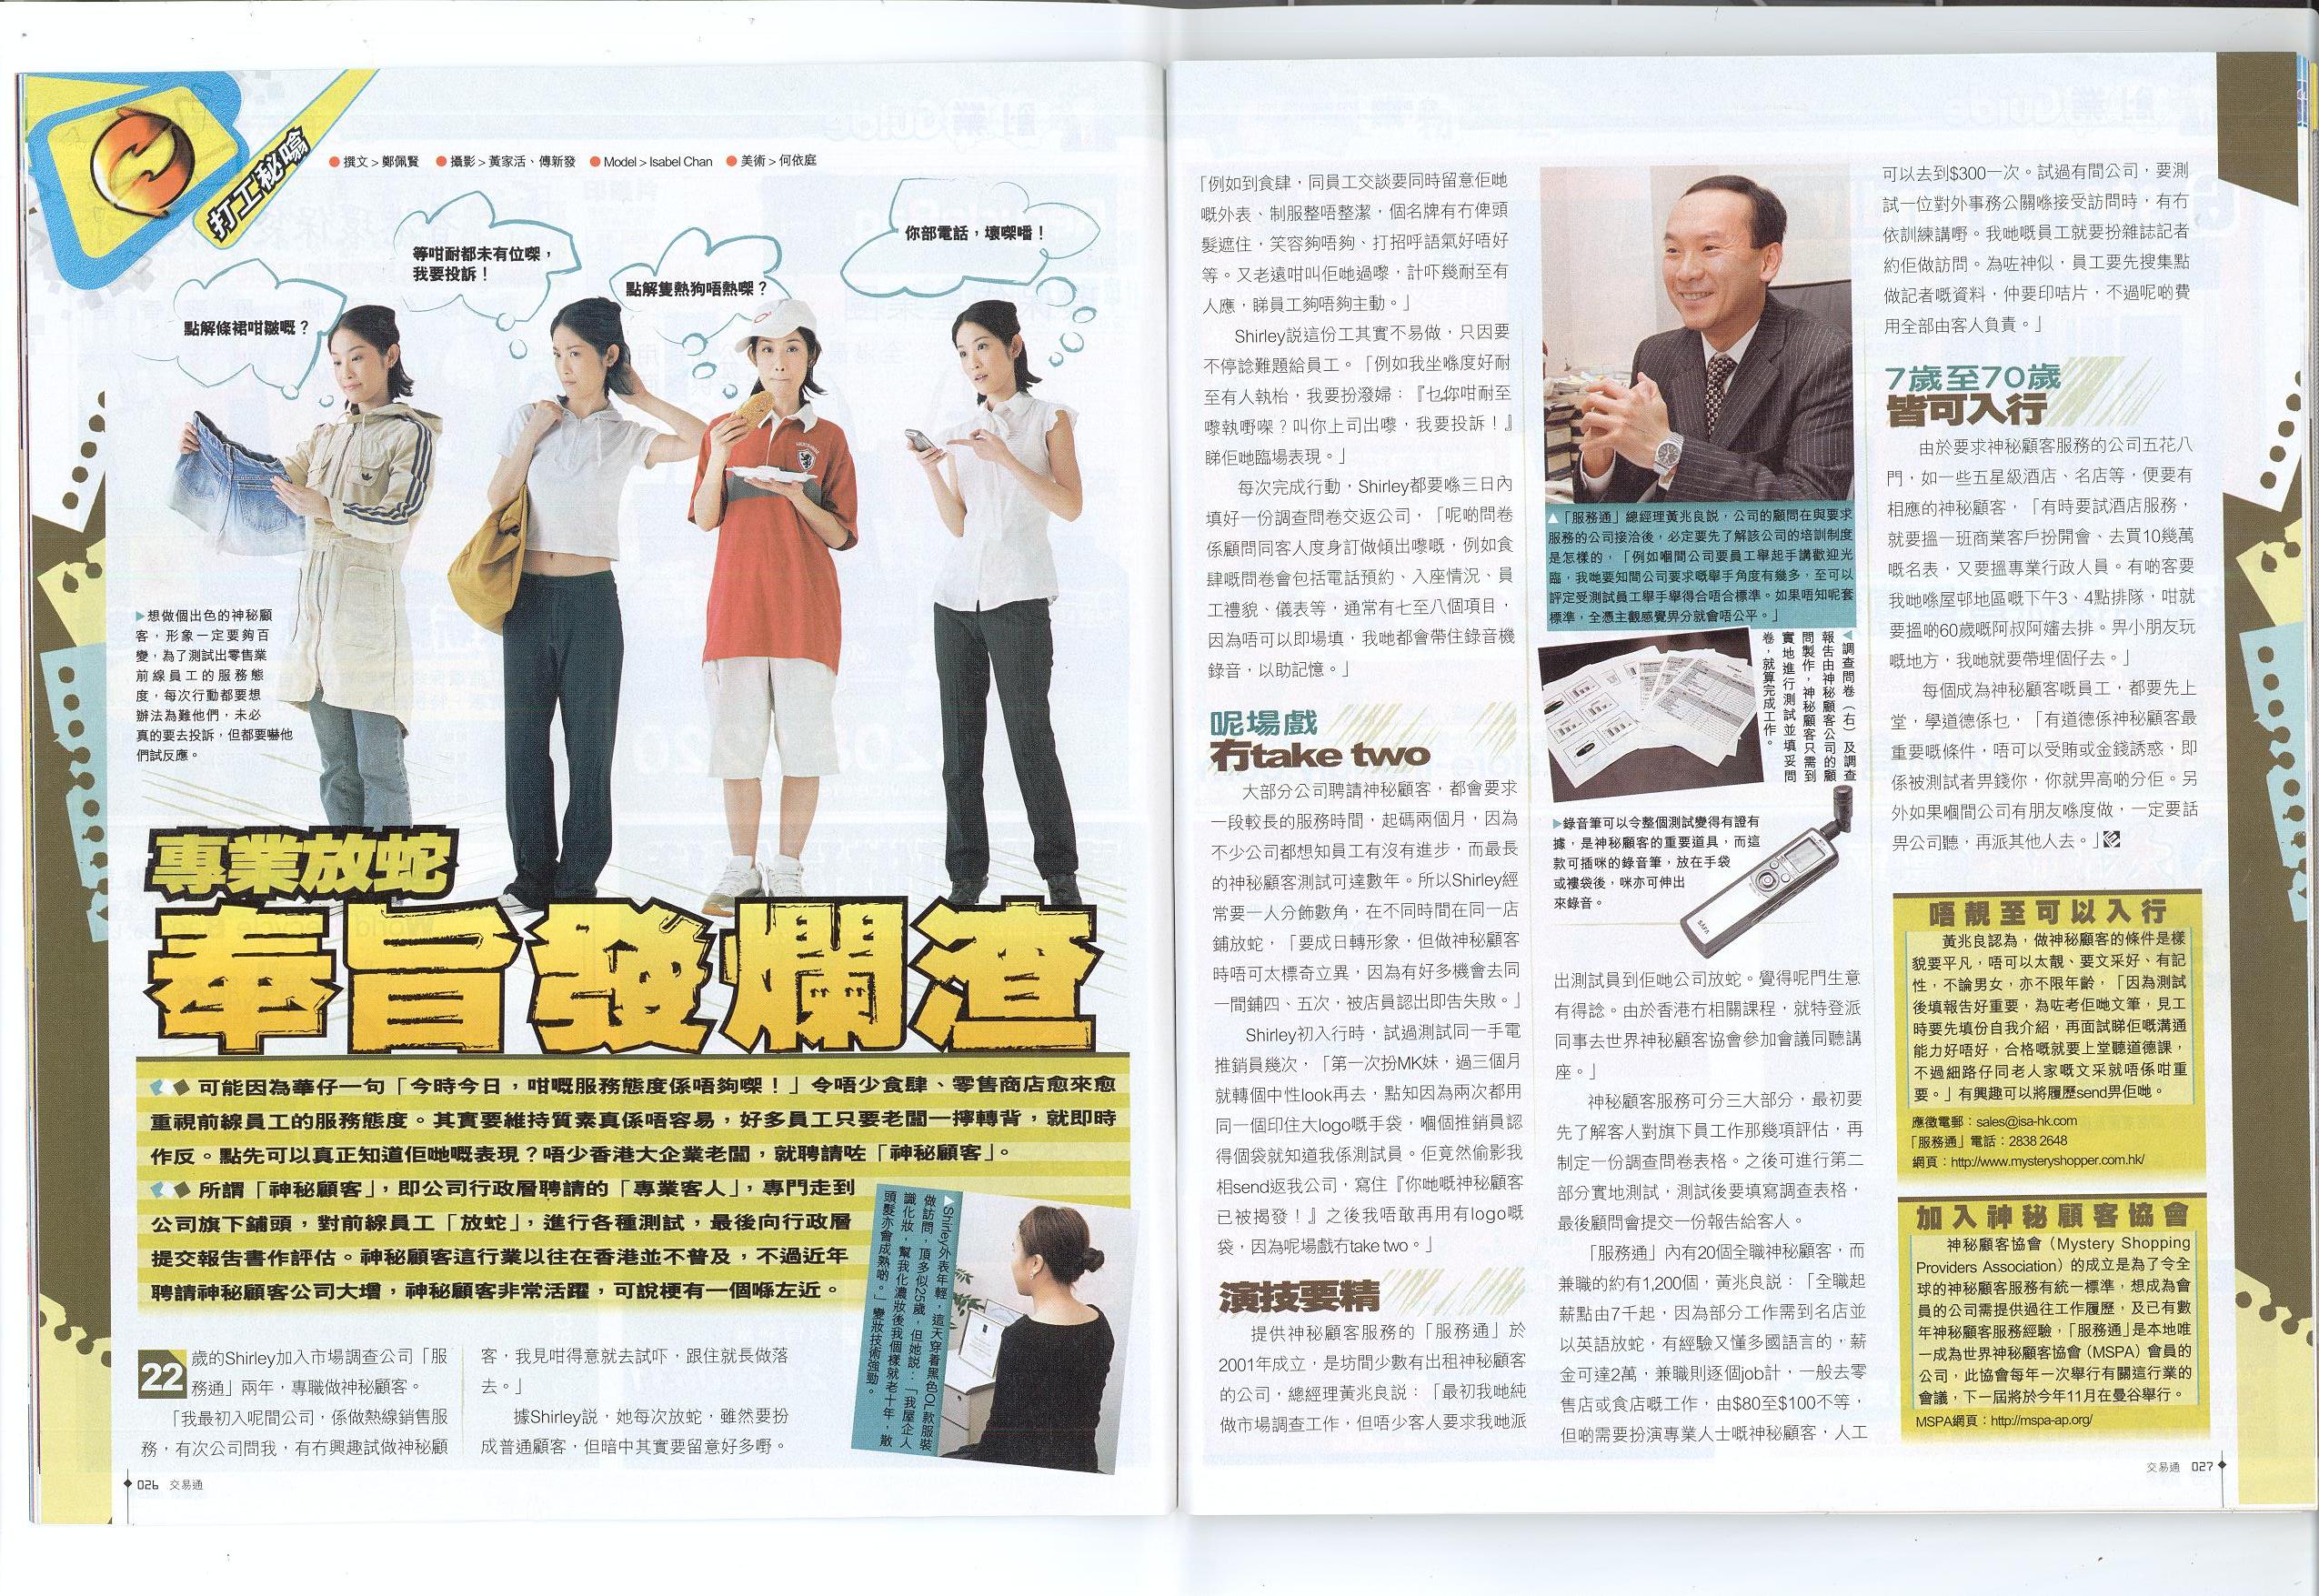 打工秘噏
●撰文 > 鄭佩賢 ●攝影 > 黃家活、傅新發 ●Model > Isabel Chan ●美術 > 何依庭
點解條裙咁皺嘅？
等咁耐都未有位㗎，
我要投訴！
點解隻熱狗唔熱㗎？
你部電話，壞㗎噃！
▶想做個出色的神秘顧
客，形象一定要夠百
變，為了測試出零售業
前線員工的服務態
度，每次行動都要想
辦法為難他們，未必
真的要去投訴，但都要嚇他
們試反應。
專業放蛇
奉旨發爛渣
可能因為華仔一句「今時今日，咁嘅服務態度係唔夠㗎！」令唔少食肆、零售商店愈來愈
重視前線員工的服務態度。其實要維持質素真係唔容易，好多員工只要老闆一擰轉背，就即時
作反。點先可以真正知道佢哋嘅表現？唔少香港大企業老闆，就聘請咗「神秘顧客」。
所謂「神秘顧客」，即公司行政層聘請的「專業客人」，專門走到
公司旗下鋪頭，對前線員工「放蛇」，進行各種測試，最後向行政層
提交報告書作評估。神秘顧客這行業以往在香港並不普及，不過近年
聘請神秘顧客公司大增，神秘顧客非常活躍，可說梗有一個喺左近。
▶Shirley外表年輕，這天穿着黑色OL款服裝
做訪問，頂多似25歲，但她說：「我屋企人
識化妝，幫我化濃妝後我個樣就老十年，散
頭髮亦會成熟啲。」變妝技術強勁。
22歲的Shirley加入市場調查公司「服
務通」兩年，專職做神秘顧客。
「我最初入呢間公司，係做熱線銷售服
務，有次公司問我，有冇興趣試做神秘顧
客，我見咁得意就去試吓，跟住就長做落
去。」
據Shirley說，她每次放蛇，雖然要扮
成普通顧客，但暗中其實要留意好多嘢。
026 交易通
「例如到食肆，同員工交談要同時留意佢哋
嘅外表、制服整唔整潔，個名牌有冇俾頭
髮遮住，笑容夠唔夠、打招呼語氣好唔好
等。又老遠咁叫佢哋過嚟，計吓幾耐至有
人應，睇員工夠唔夠主動。」
Shirley說這份工其實不易做，只因要
不停諗難題給員工。「例如我坐喺度好耐
至有人執枱，我要扮潑婦：『乜你咁耐至
嚟執嘢㗎？叫你上司出嚟，我要投訴！』
睇佢哋臨場表現。」
每次完成行動，Shirley都要喺三日內
填好一份調查問卷交返公司，「呢啲問卷
係顧問同客人度身訂做傾出嚟嘅，例如食
肆嘅問卷會包括電話預約、入座情況、員
工禮貌、儀表等，通常有七至八個項目，
因為唔可以即場填，我哋都會帶住錄音機
錄音，以助記憶。」
呢場戲
冇take two
大部分公司聘請神秘顧客，都會要求
一段較長的服務時間，起碼兩個月，因為
不少公司都想知員工有沒有進步，而最長
的神秘顧客測試可達數年。所以Shirley經
常要一人分飾數角，在不同時間在同一店
鋪放蛇，「要成日轉形象，但做神秘顧客
時唔可太標奇立異，因為有好多機會去同
一間鋪四、五次，被店員認出即告失敗。」
Shirley初入行時，試過測試同一手電
推銷員幾次，「第一次扮MK妹，過三個月
就轉個中性look再去，點知因為兩次都用
同一個印住大logo嘅手袋，嗰個推銷員認
得個袋就知道我係測試員。佢竟然偷影我
相send返我公司，寫住『你哋嘅神秘顧客
已被揭發！』之後我唔敢再用有logo嘅
袋，因為呢場戲冇take two。」
演技要精
提供神秘顧客服務的「服務通」於
2001年成立，是坊間少數有出租神秘顧客
的公司，總經理黃兆良說：「最初我哋純
做市場調查工作，但唔少客人要求我哋派
▲「服務通」總經理黃兆良說，公司的顧問在與要求
服務的公司接洽後，必定要先了解該公司的培訓制度
是怎樣的，「例如嗰間公司要員工舉起手講歡迎光
臨，我哋要知間公司要求嘅舉手角度有幾多，至可以
評定受測試員工舉手舉得合唔合標準。如果唔知呢套
標準，全憑主觀感覺畀分就會唔公平。」
◀調查問卷（右）及調查
報告由神秘顧客公司的顧
問製作，神秘顧客只需到
實地進行測試並填妥問
卷，就算完成工作。
▶錄音筆可以令整個測試變得有證有
據，是神秘顧客的重要道具，而這
款可插咪的錄音筆，放在手袋
或褸袋後，咪亦可伸出
來錄音。
出測試員到佢哋公司放蛇。覺得呢門生意
有得諗。由於香港冇相關課程，就特登派
同事去世界神秘顧客協會參加會議同聽講
座。」
神秘顧客服務可分三大部分，最初要
先了解客人對旗下員工作那幾項評估，再
制定一份調查問卷表格。之後可進行第二
部分實地測試，測試後要填寫調查表格，
最後顧問會提交一份報告給客人。
「服務通」內有20個全職神秘顧客，而
兼職的約有1,200個，黃兆良說：「全職起
薪點由7千起，因為部分工作需到名店並
以英語放蛇，有經驗又懂多國語言的，薪
金可達2萬，兼職則逐個job計，一般去零
售店或食店嘅工作，由$80至$100不等，
但啲需要扮演專業人士嘅神秘顧客，人工
可以去到$300一次。試過有間公司，要測
試一位對外事務公關喺接受訪問時，有冇
依訓練講嘢。我哋嘅員工就要扮雜誌記者
約佢做訪問。為咗神似，員工要先搜集點
做記者嘅資料，仲要印咭片，不過呢啲費
用全部由客人負責。」
7歲至70歲
皆可入行
由於要求神秘顧客服務的公司五花八
門，如一些五星級酒店、名店等，便要有
相應的神秘顧客，「有時要試酒店服務，
就要搵一班商業客戶扮開會、去買10幾萬
嘅名表，又要搵專業行政人員。有啲客要
我哋喺屋邨地區嘅下午3、4點排隊，咁就
要搵啲60歲嘅阿叔阿嬸去排。畀小朋友玩
嘅地方，我哋就要帶埋個仔去。」
每個成為神秘顧客嘅員工，都要先上
堂，學道德係乜，「有道德係神秘顧客最
重要嘅條件，唔可以受賄或金錢誘惑，即
係被測試者畀錢你，你就畀高啲分佢。另
外如果嗰間公司有朋友喺度做，一定要話
畀公司聽，再派其他人去。」
唔靚至可以入行
黃兆良認為，做神秘顧客的條件是樣
貌要平凡，唔可以太靚、要文采好、有記
性，不論男女，亦不限年齡，「因為測試
後填報告好重要，為咗考佢哋文筆，見工
時要先填份自我介紹，再面試睇佢嘅溝通
能力好唔好，合格嘅就要上堂聽道德課，
不過細路仔同老人家嘅文采就唔係咁重
要。」有興趣可以將履歷send畀佢哋。
應徵電郵：sales@isa-hk.com
「服務通」電話：2838 2648
網頁：http://www.mysteryshopper.com.hk/
加入神秘顧客協會
神秘顧客協會（Mystery Shopping
Providers Association）的成立是為了令全
球的神秘顧客服務有統一標準，想成為會
員的公司需提供過往工作履歷，及已有數
年神秘顧客服務經驗，「服務通」是本地唯
一成為世界神秘顧客協會（MSPA）會員的
公司，此協會每年一次舉行有關這行業的
會議，下一屆將於今年11月在曼谷舉行。
MSPA網頁：http://mspa-ap.org/
交易通 027